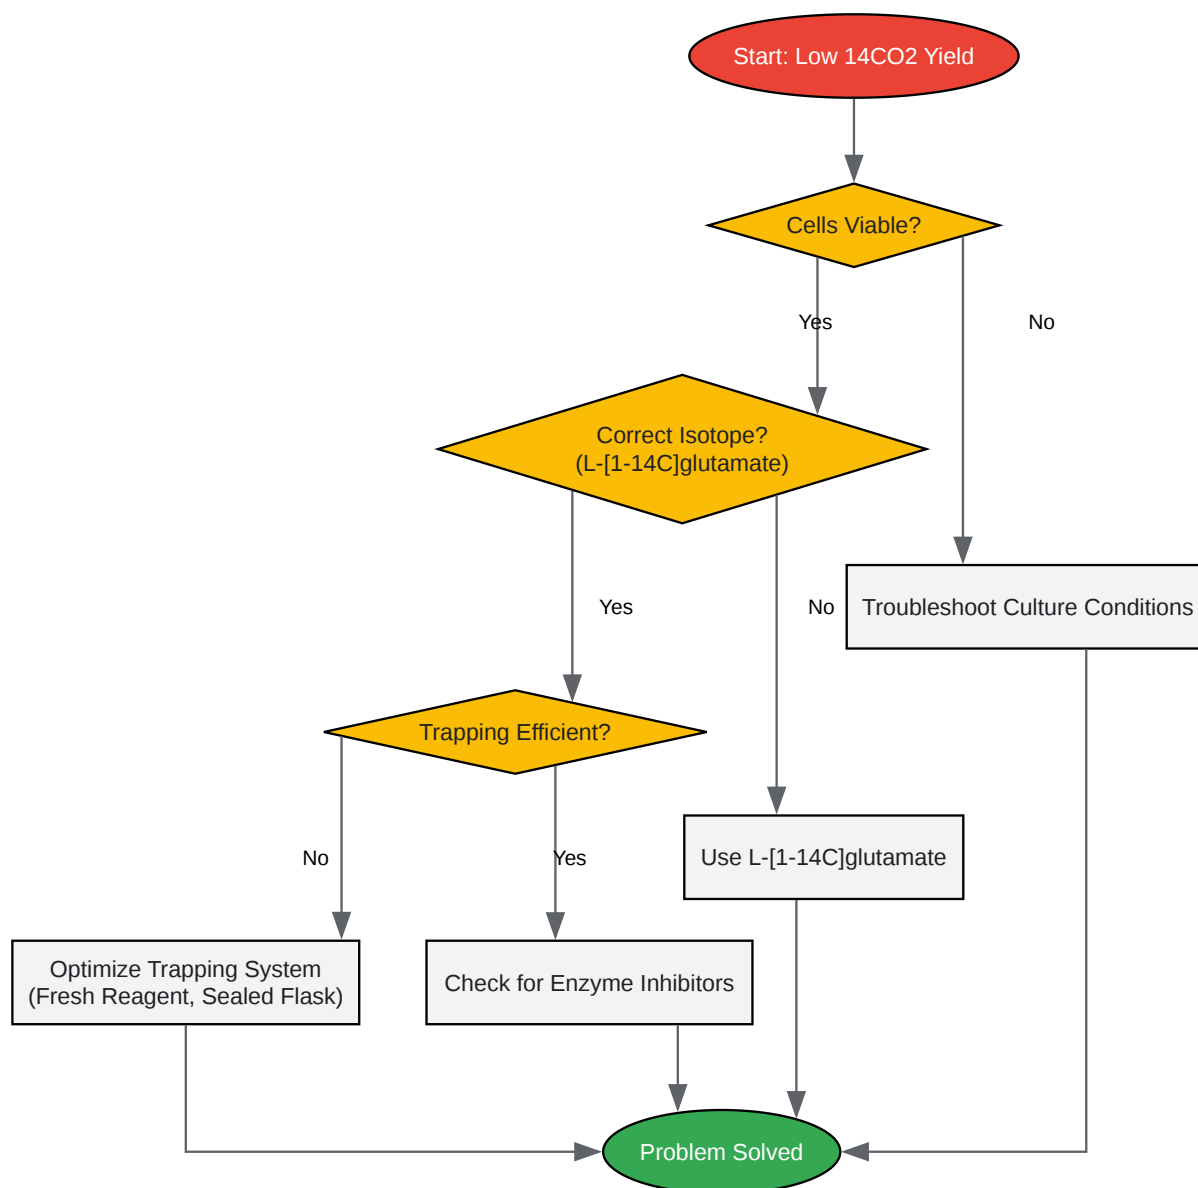 Start: Low 14CO2 Yield
Cells Viable?
Yes
No
Correct Isotope?
(L-[1-14C]glutamate)
Yes
No
Troubleshoot Culture Conditions
Trapping Efficient?
No
Yes
Use L-[1-14C]glutamate
Optimize Trapping System
(Fresh Reagent, Sealed Flask)
Check for Enzyme Inhibitors
Problem Solved